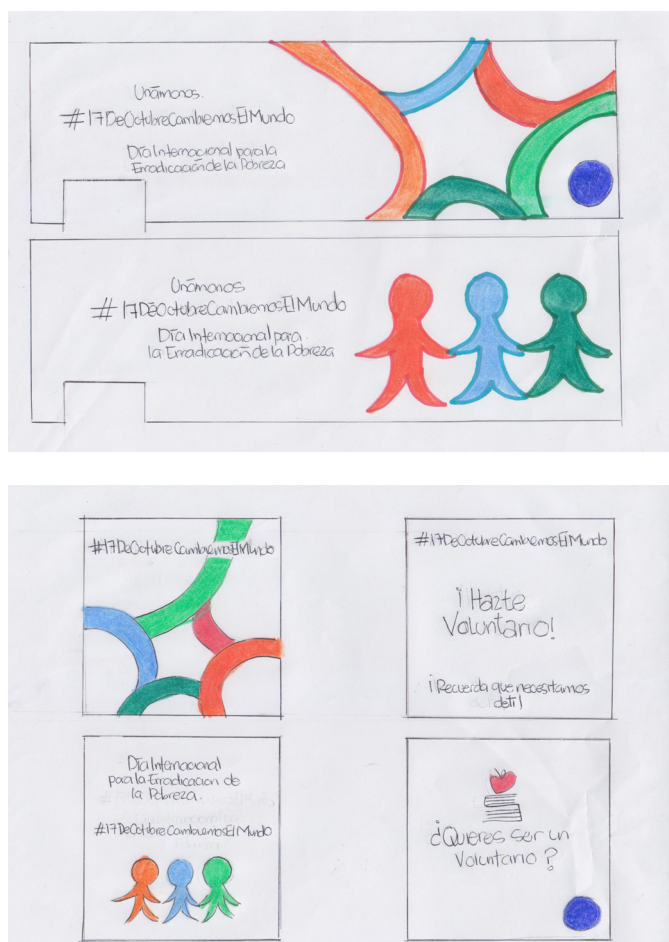 Unámonos.
#17DeOctubreCambiemosElMundo
Día Internacional para la
Erradicación de la Pobreza
Unámonos
#17DeOctubreCambiemosElMundo
Día Internacional para
la Erradicación de la Pobreza
#17DeOctubreCambiemosElMundo
#17DeOctubreCambiemosElMundo
¡Hazte
Voluntario!
¡Recuerda que necesitamos
de ti!
Día Internacional
para la Erradicacion de
la Pobreza.
#17DeOctubreCambiemosElMundo
¿Quieres ser un
Voluntario?